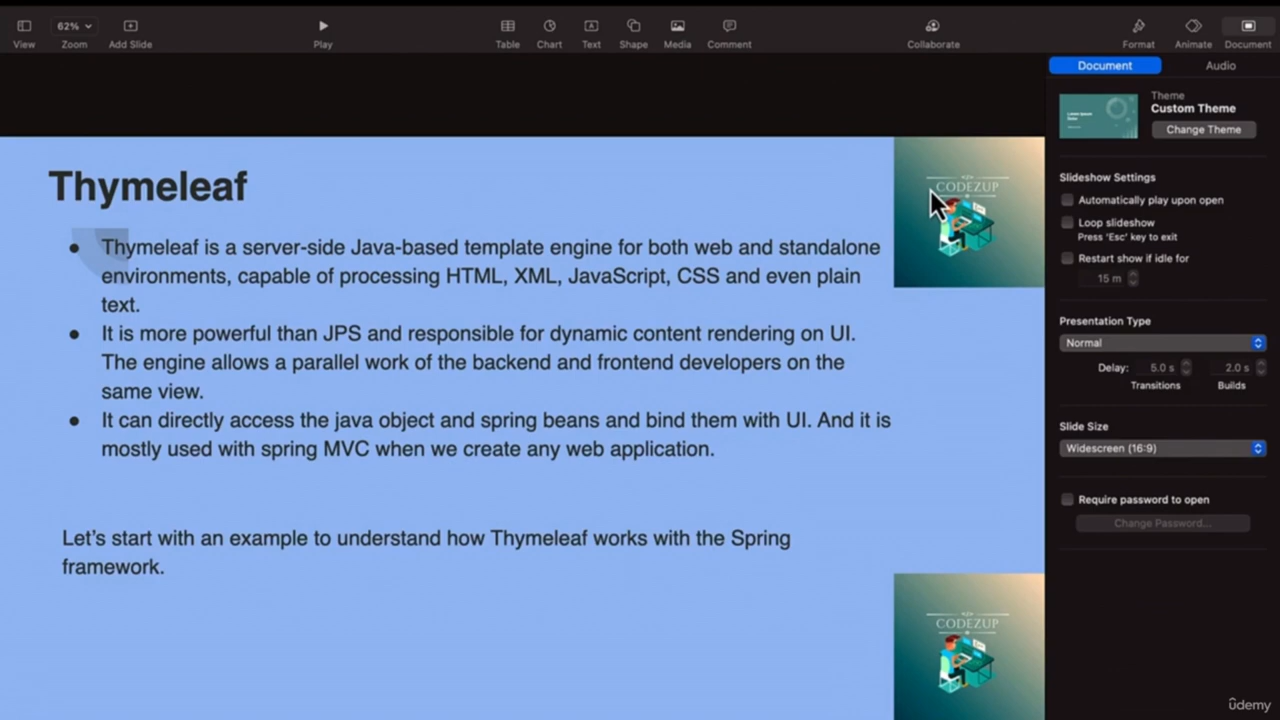 62%
View
Zoom
Add Slide
Play
Table
Chart
Text
Shape
Media
Comment
Collaborate
Format
Animate
Document
Document
Audio
Theme
Custom Theme
Change Theme
Slideshow Settings
Automatically play upon open
Loop slideshow
Press 'Esc' key to exit
Restart show if idle for
15 m
Presentation Type
Normal
Delay: 5.0 s 2.0 s
Transitions Builds
Slide Size
Widescreen (16:9)
Require password to open
Change Password...
Thymeleaf
● Thymeleaf is a server-side Java-based template engine for both web and standalone
environments, capable of processing HTML, XML, JavaScript, CSS and even plain
text.
● It is more powerful than JPS and responsible for dynamic content rendering on UI.
The engine allows a parallel work of the backend and frontend developers on the
same view.
● It can directly access the java object and spring beans and bind them with UI. And it is
mostly used with spring MVC when we create any web application.
Let's start with an example to understand how Thymeleaf works with the Spring
framework.
</> 
CODEZUP
</> 
CODEZUP
ûdemy